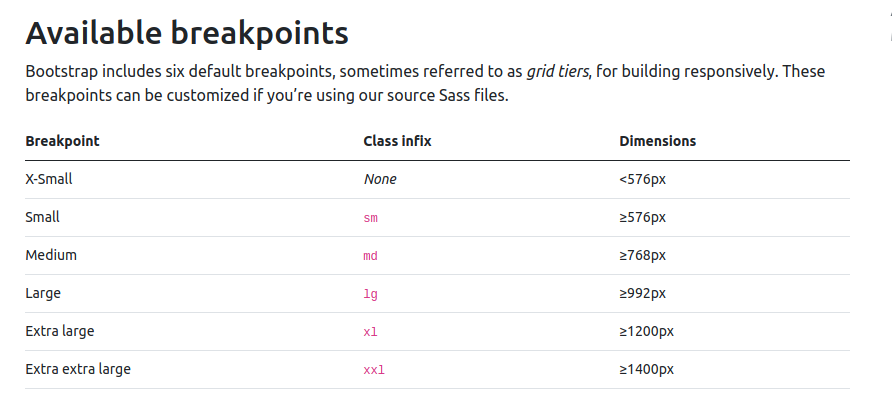 Available breakpoints
Bootstrap includes six default breakpoints, sometimes referred to as grid tiers, for building responsively. These
breakpoints can be customized if you’re using our source Sass files.
Breakpoint Class infix Dimensions
X-Small None <576px
Small sm ≥576px
Medium md ≥768px
Large lg ≥992px
Extra large xl ≥1200px
Extra extra large xxl ≥1400px